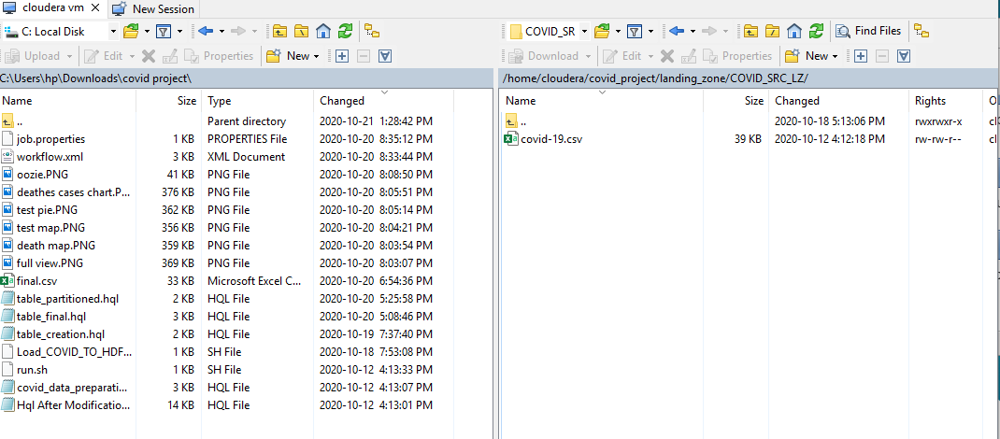 cloudera vm X New Session
C: Local Disk
Upload Edit Properties New
C:\Users\hp\Downloads\covid project\
Name Size Type Changed
.. Parent directory 2020-10-21 1:28:42 PM
job.properties 1 KB PROPERTIES File 2020-10-20 8:35:12 PM
workflow.xml 3 KB XML Document 2020-10-20 8:33:44 PM
oozie.PNG 41 KB PNG File 2020-10-20 8:08:50 PM
deathes cases chart.P... 376 KB PNG File 2020-10-20 8:05:51 PM
test pie.PNG 362 KB PNG File 2020-10-20 8:05:14 PM
test map.PNG 356 KB PNG File 2020-10-20 8:04:21 PM
death map.PNG 359 KB PNG File 2020-10-20 8:03:54 PM
full view.PNG 369 KB PNG File 2020-10-20 8:03:07 PM
final.csv 33 KB Microsoft Excel C... 2020-10-20 6:54:36 PM
table_partitioned.hql 2 KB HQL File 2020-10-20 5:25:58 PM
table_final.hql 3 KB HQL File 2020-10-20 5:08:46 PM
table_creation.hql 2 KB HQL File 2020-10-19 7:37:40 PM
Load_COVID_TO_HDF... 1 KB SH File 2020-10-18 7:53:08 PM
run.sh 1 KB SH File 2020-10-12 4:13:33 PM
covid_data_preparati... 3 KB HQL File 2020-10-12 4:13:07 PM
Hql After Modificatio... 14 KB HQL File 2020-10-12 4:13:01 PM
COVID_SR Find Files
Download Edit Properties New
/home/cloudera/covid_project/landing_zone/COVID_SRC_LZ/
Name Size Changed Rights O
.. 2020-10-18 5:13:06 PM rwxrwxr-x cl
covid-19.csv 39 KB 2020-10-12 4:12:18 PM rw-rw-r-- cl